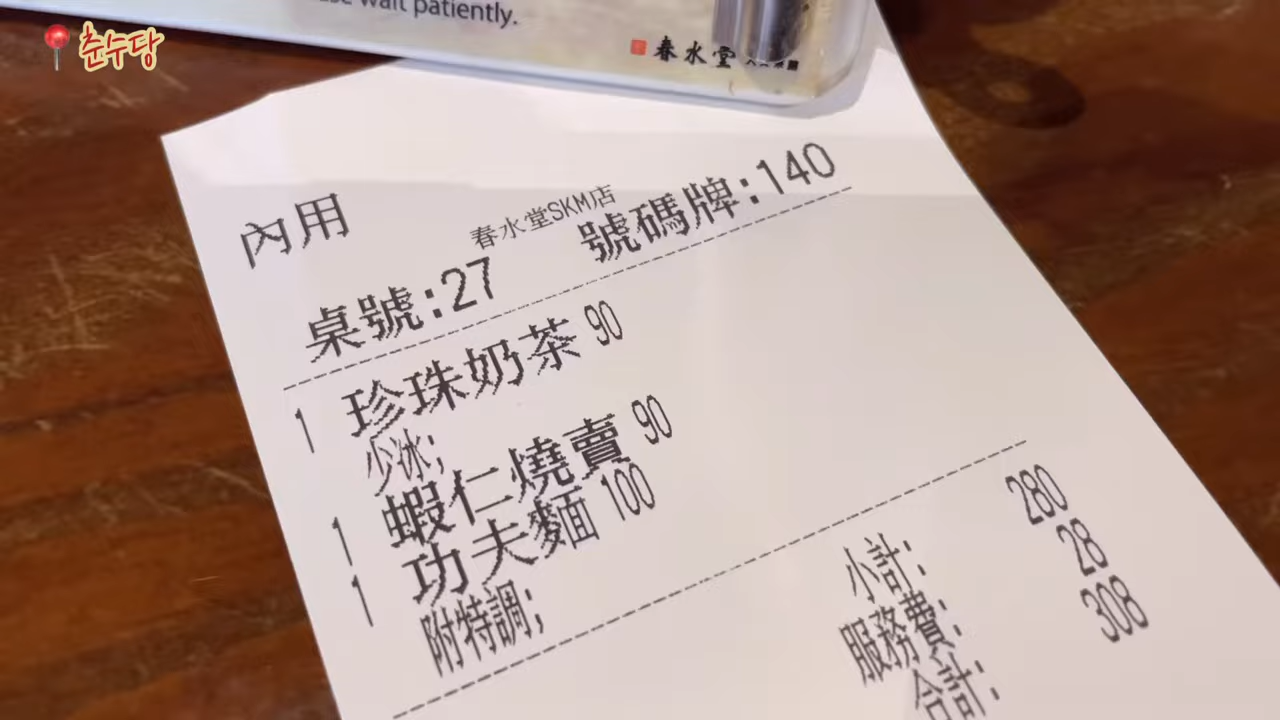 wait patiently.
춘수당
春水堂
內用
春水堂SKM店
桌號:27 號碼牌:140
1 珍珠奶茶 90
少冰;
1 蝦仁燒賣 90
1 功夫麵 100
附特調;
小計: 280
服務費: 28
合計: 308